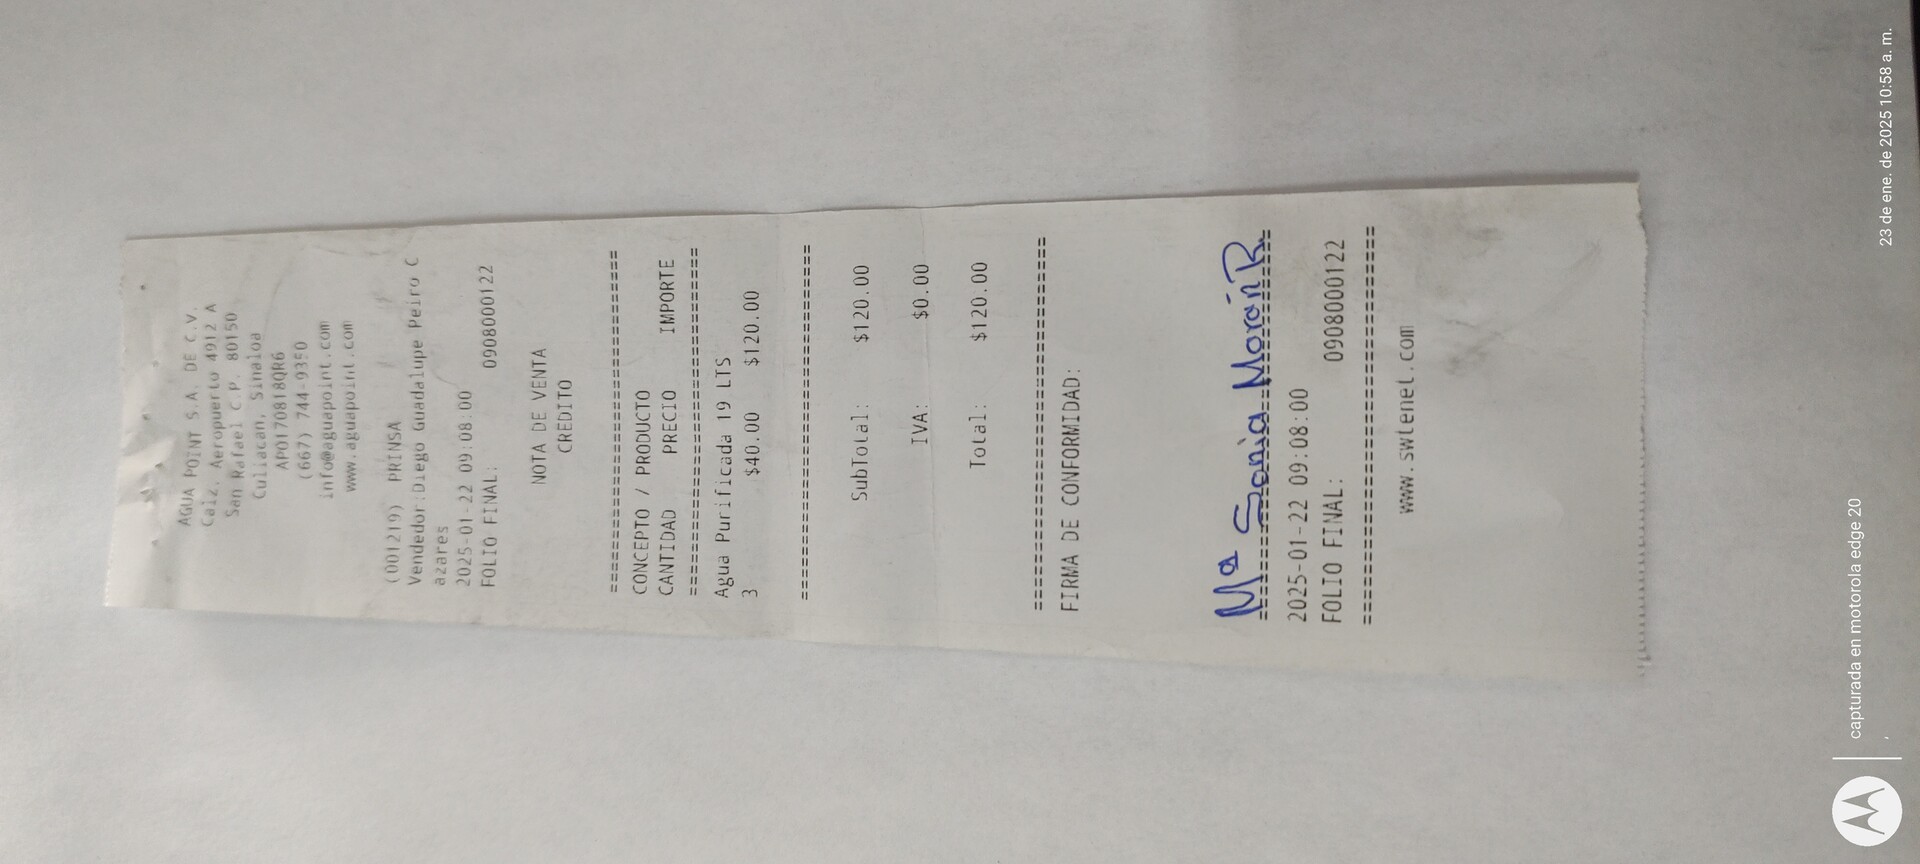 AGUA POINT S.A. DE C.V.
Calz. Aeropuerto 4912 A
San Rafael C.P. 80150
Culiacan, Sinaloa
APO170818QR6
(667) 744-9350
info@aguapoint.com
www.aguapoint.com
(001219) PRINSA
Vendedor:Diego Guadalupe Peiro C
azares
2025-01-22 09:08:00
FOLIO FINAL: 0908000122
NOTA DE VENTA
CREDITO
================================
CONCEPTO / PRODUCTO
CANTIDAD PRECIO IMPORTE
================================
Agua Purificada 19 LTS
3 $40.00 $120.00
================================
SubTotal: $120.00
IVA: $0.00
Total: $120.00
================================
FIRMA DE CONFORMIDAD:
Mª Sonia Morán R.
================================
2025-01-22 09:08:00
FOLIO FINAL: 0908000122
================================
www.swtenet.com
capturada en motorola edge 20
23 de ene. de 2025 10:58 a. m.